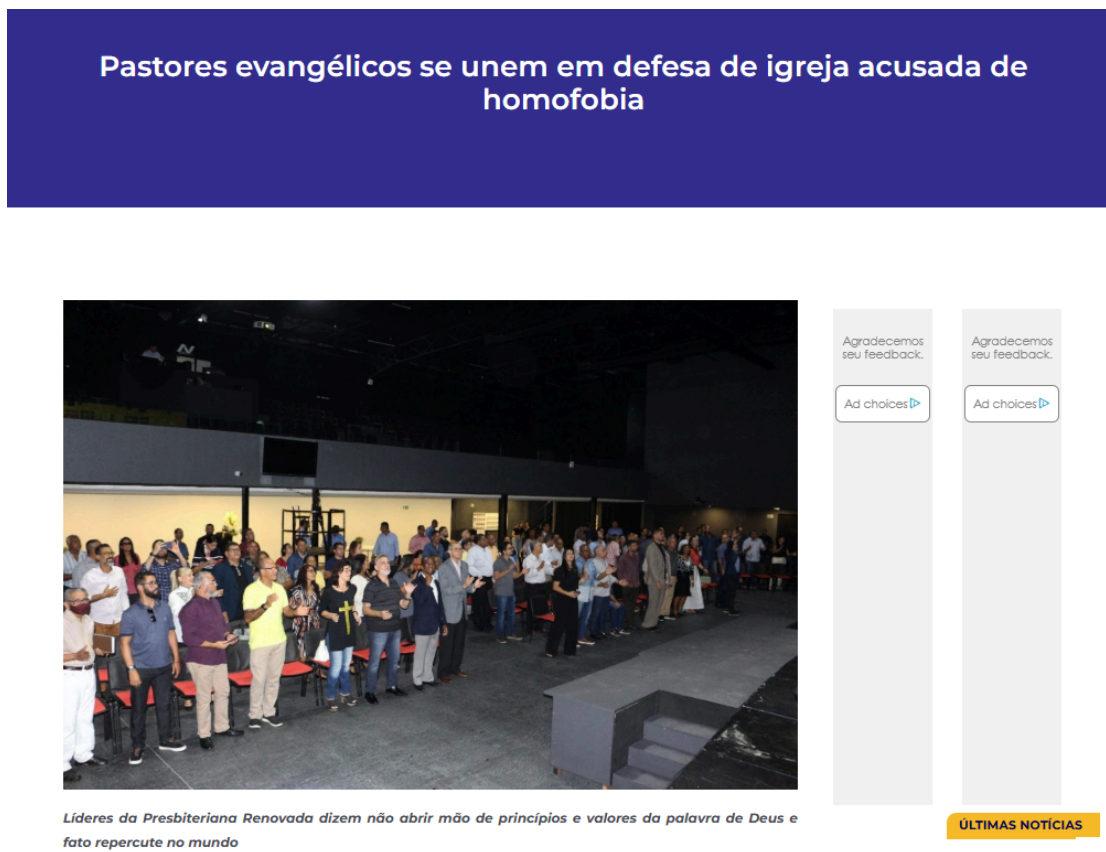 Pastores evangélicos se unem em defesa de igreja acusada de
homofobia
Agradecemos
seu feedback.
Ad choices
Agradecemos
seu feedback.
Ad choices
Líderes da Presbiteriana Renovada dizem não abrir mão de princípios e valores da palavra de Deus e
fato repercute no mundo
ÚLTIMAS NOTÍCIAS